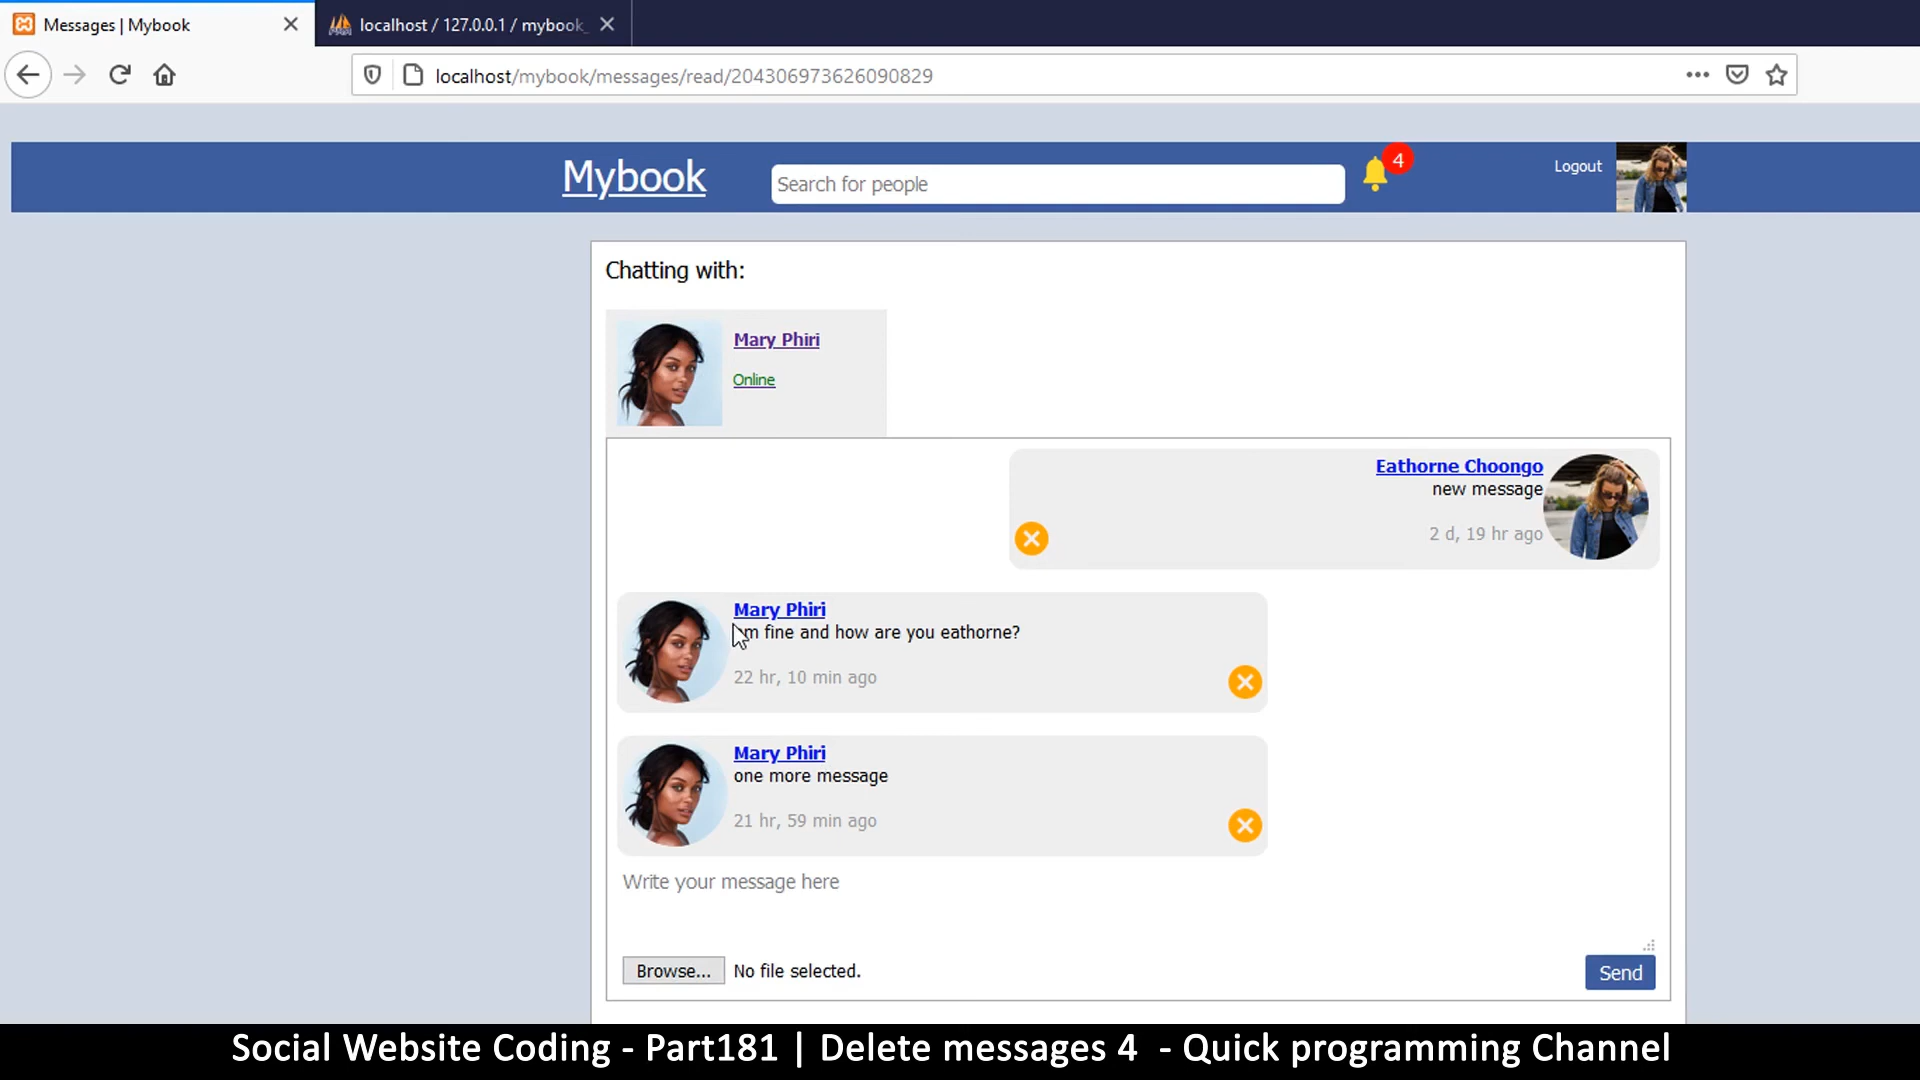 Messages | Mybook
localhost / 127.0.0.1 / mybook_
localhost/mybook/messages/read/204306973626090829
Mybook
Search for people
4
Logout
Chatting with:
Mary Phiri
Online
Eathorne Choongo
new message
2 d, 19 hr ago
Mary Phiri
m fine and how are you eathorne?
22 hr, 10 min ago
Mary Phiri
one more message
21 hr, 59 min ago
Write your message here
Browse... No file selected.
Send
Social Website Coding - Part181 | Delete messages 4 - Quick programming Channel